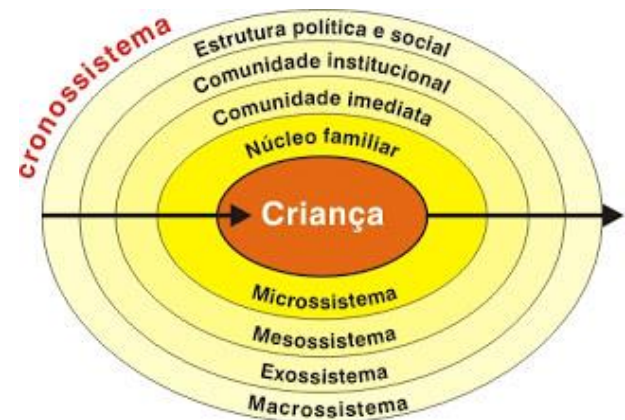 cronossistema
Estrutura política e social
Comunidade institucional
Comunidade imediata
Núcleo familiar
Criança
Microssistema
Mesossistema
Exossistema
Macrossistema